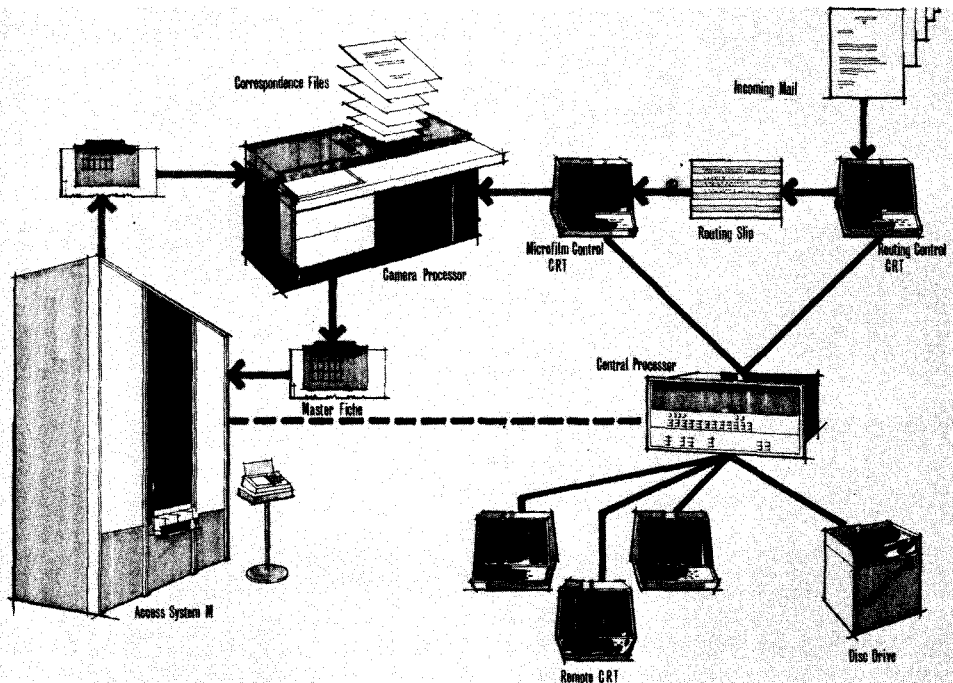 Correspondence Files
Incoming Mail
Microfilm Control
CRT
Routing Slip
Routing Control
CRT
Camera Processor
Central Processor
Master Fiche
Access System M
Remote CRT
Disc Drive